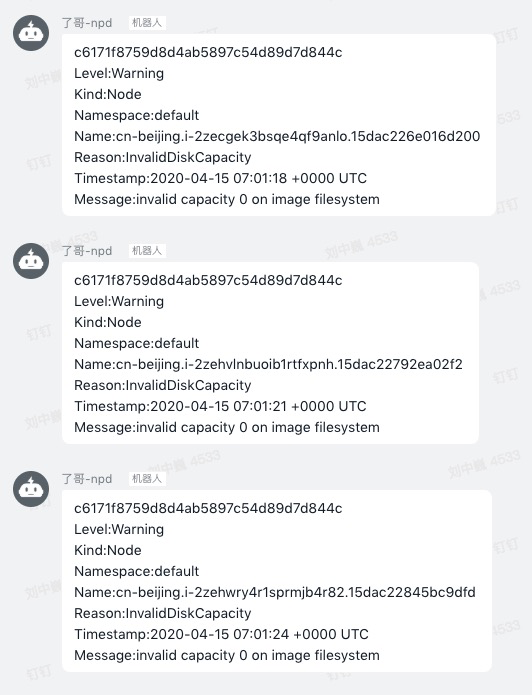 了哥-npd 机器人
c6171f8759d8d4ab5897c54d89d7d844c
Level:Warning
Kind:Node
Namespace:default
Name:cn-beijing.i-2zecgek3bsqe4qf9anlo.15dac226e016d200
Reason:InvalidDiskCapacity
Timestamp:2020-04-15 07:01:18 +0000 UTC
Message:invalid capacity 0 on image filesystem
了哥-npd 机器人
c6171f8759d8d4ab5897c54d89d7d844c
Level:Warning
Kind:Node
Namespace:default
Name:cn-beijing.i-2zehvlnbuoib1rtfxpnh.15dac22792ea02f2
Reason:InvalidDiskCapacity
Timestamp:2020-04-15 07:01:21 +0000 UTC
Message:invalid capacity 0 on image filesystem
了哥-npd 机器人
c6171f8759d8d4ab5897c54d89d7d844c
Level:Warning
Kind:Node
Namespace:default
Name:cn-beijing.i-2zehwry4r1sprmjb4r82.15dac22845bc9dfd
Reason:InvalidDiskCapacity
Timestamp:2020-04-15 07:01:24 +0000 UTC
Message:invalid capacity 0 on image filesystem